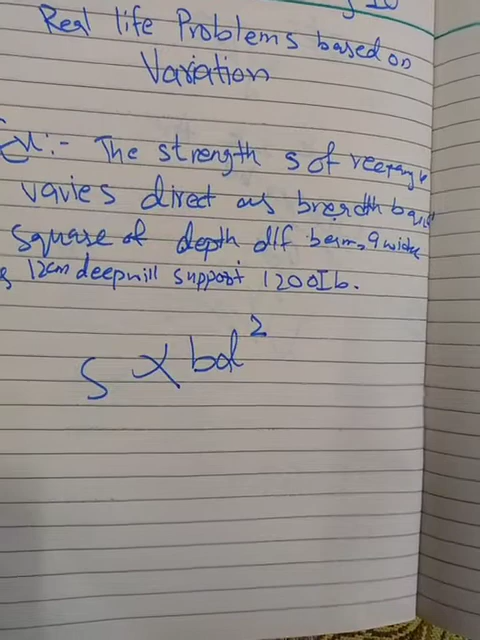 Real life Problems based on
Variation
Ex:- The strength s of
varies direct as breadth b
square of depth d If beam, 9 wide
12cm deep will support 1200Ib.
S ∝ bd²